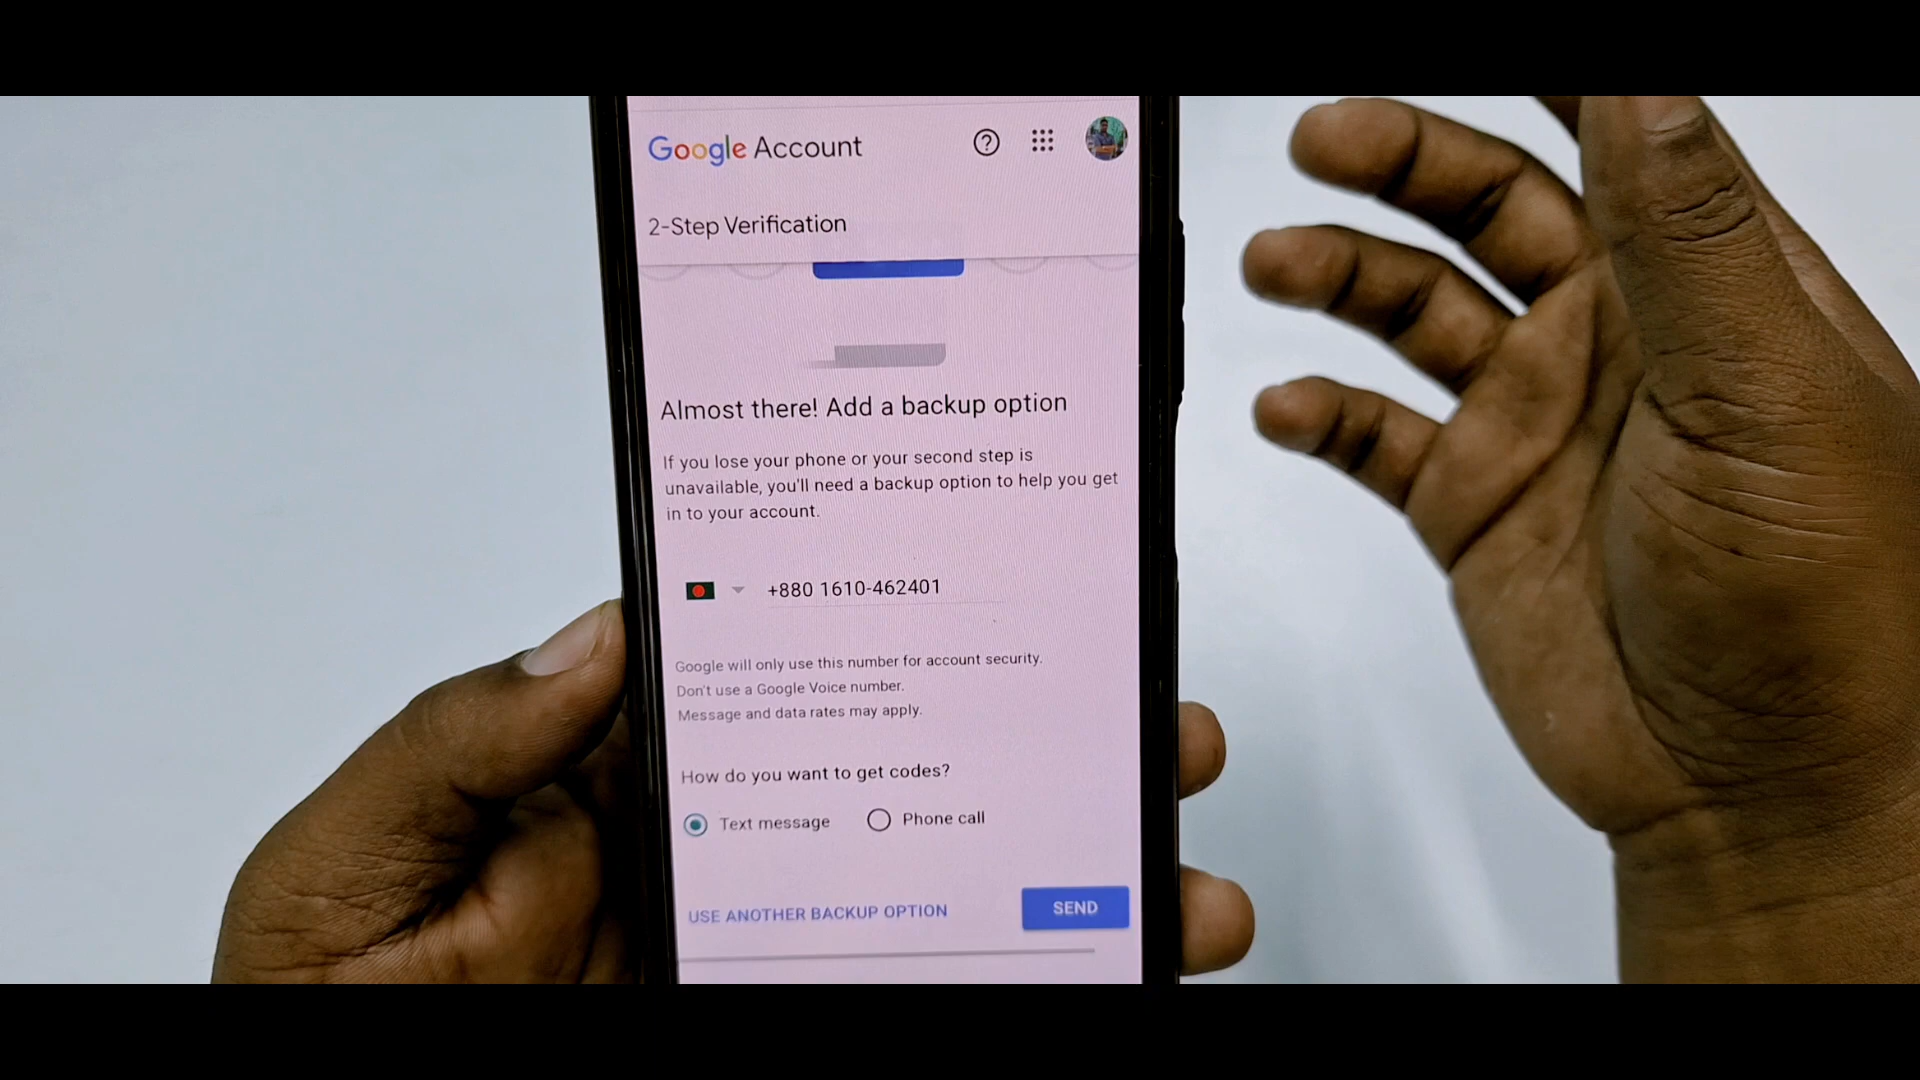 Google Account
2-Step Verification
Almost there! Add a backup option
If you lose your phone or your second step is
unavailable, you'll need a backup option to help you get
in to your account.
+880 1610-462401
Google will only use this number for account security.
Don't use a Google Voice number.
Message and data rates may apply.
How do you want to get codes?
Text message Phone call
USE ANOTHER BACKUP OPTION SEND